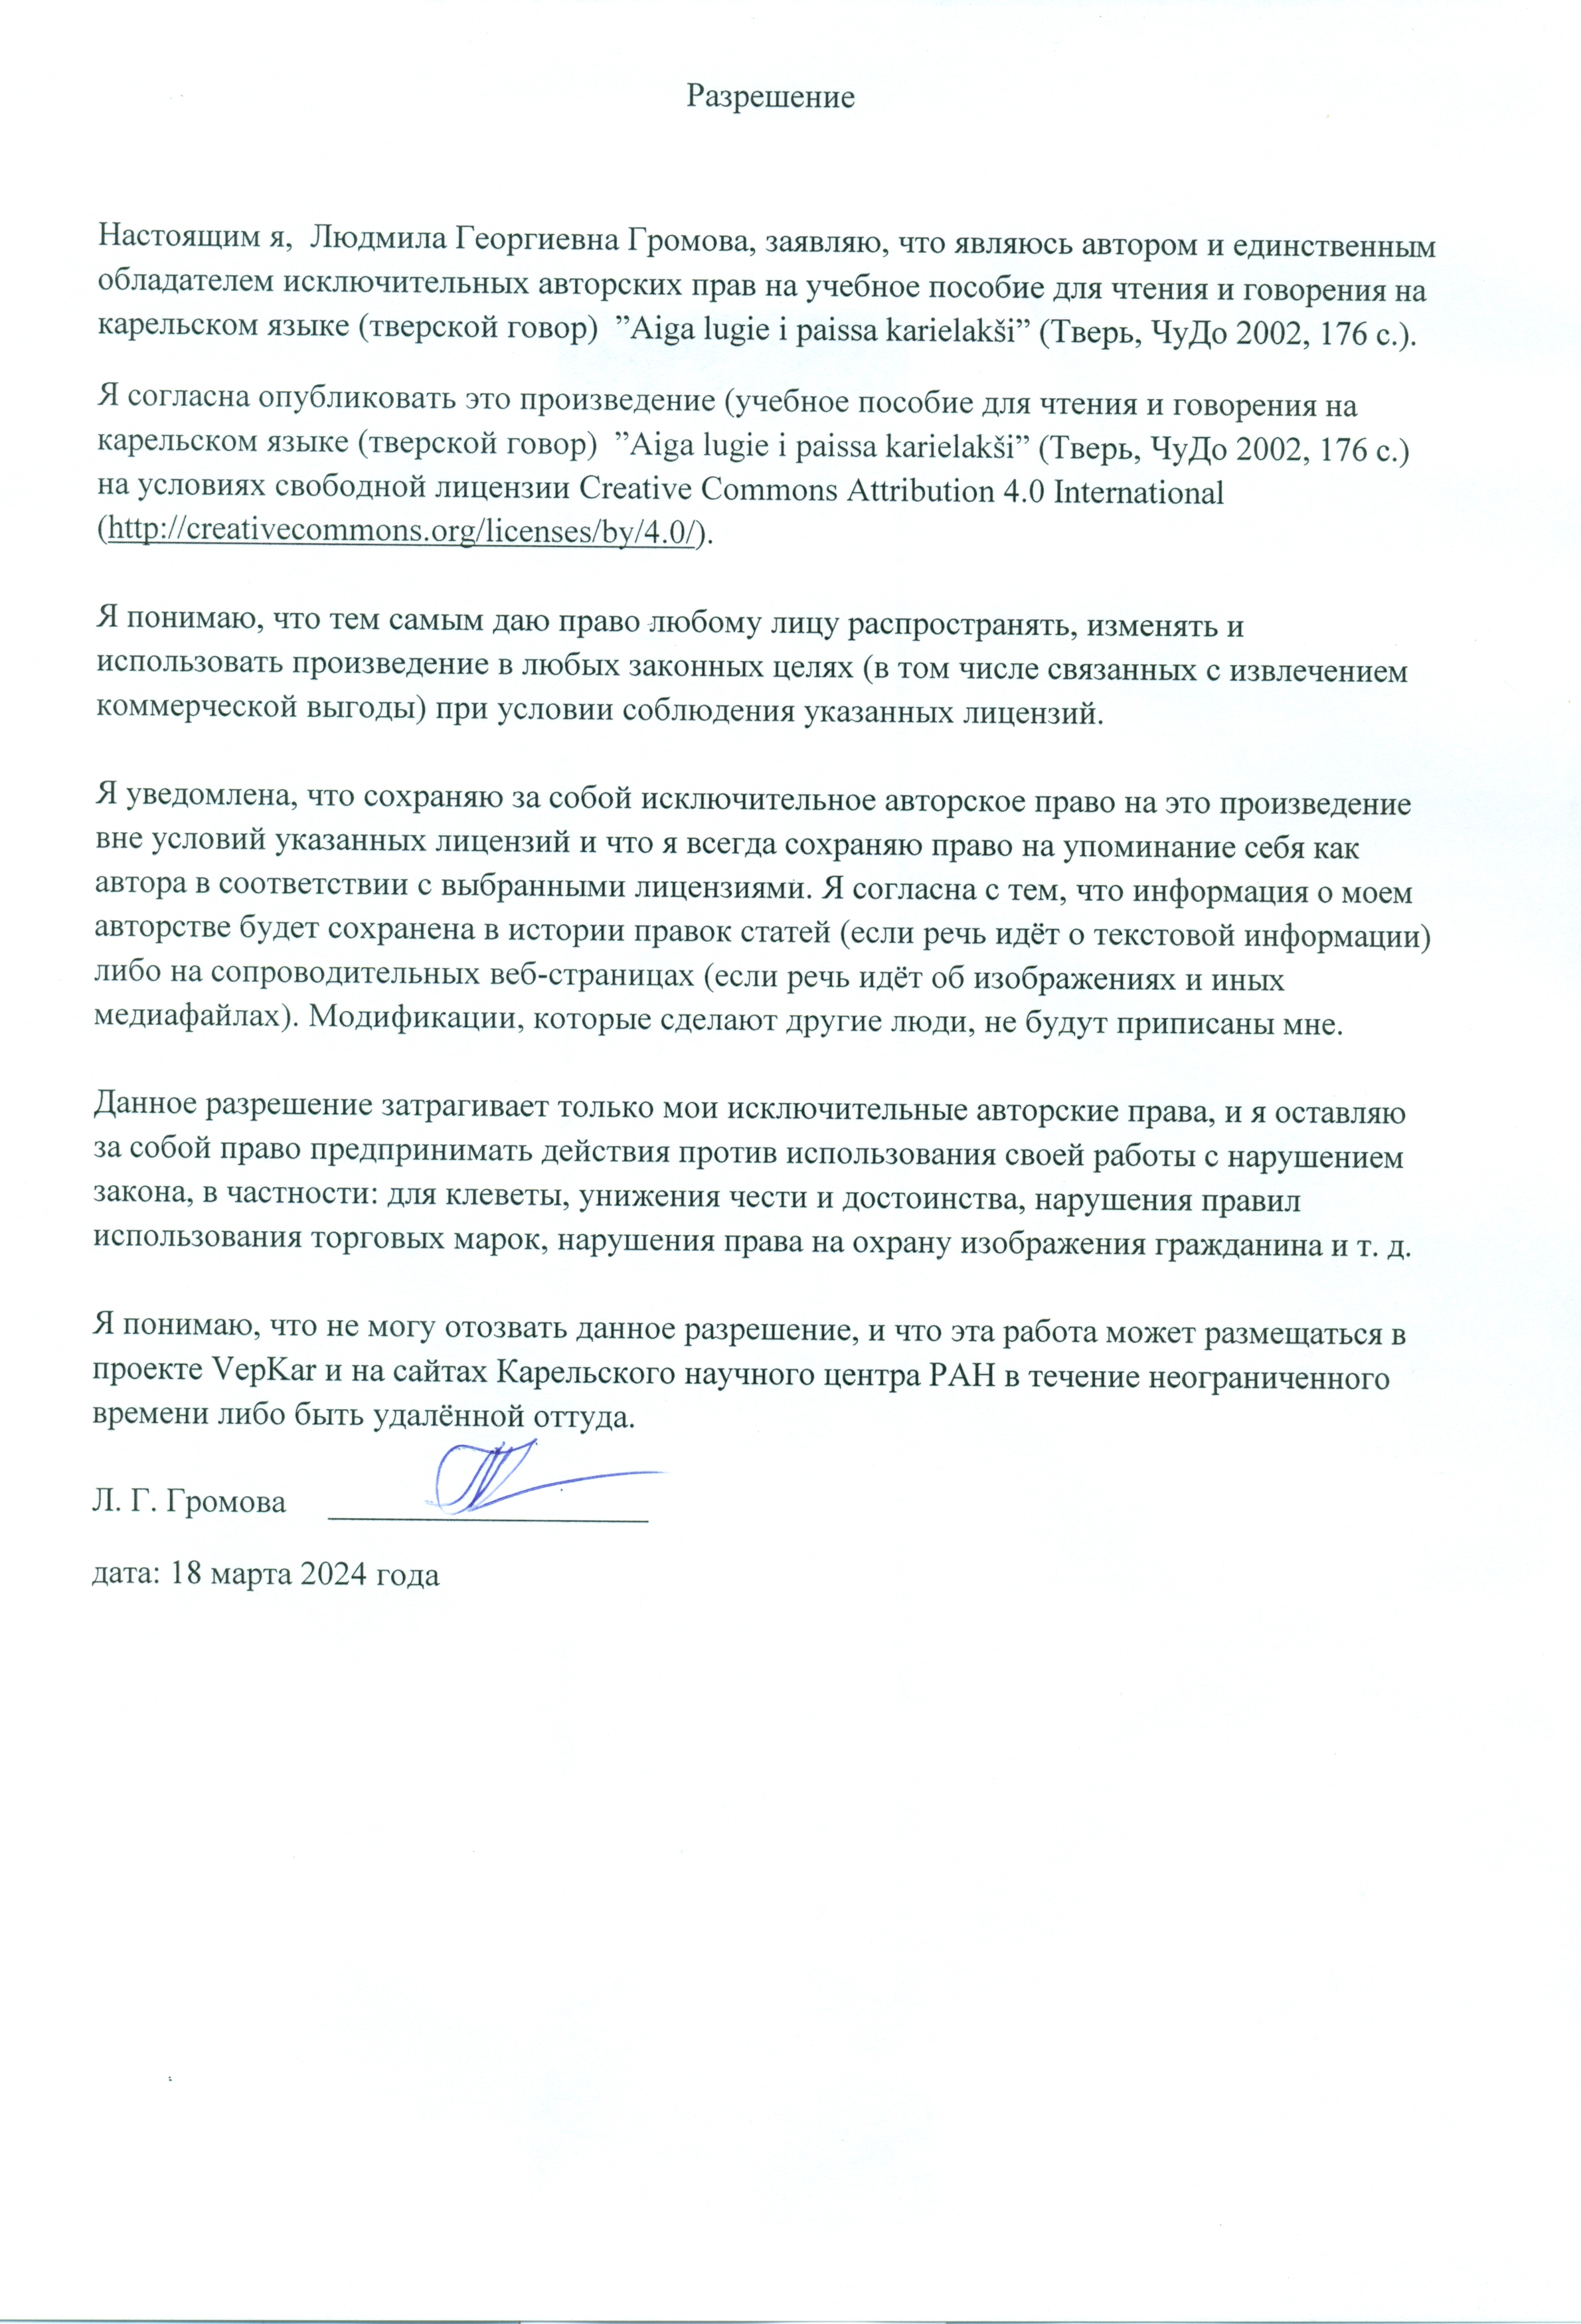 Разрешение
Настоящим я,  Людмила Георгиевна Громова, заявляю, что являюсь автором и единственным
обладателем исключительных авторских прав на учебное пособие для чтения и говорения на
карельском языке (тверской говор)  ”Aiga lugie i paissa karielakši” (Тверь, ЧуДо 2002, 176 с.).
Я согласна опубликовать это произведение (учебное пособие для чтения и говорения на
карельском языке (тверской говор)  ”Aiga lugie i paissa karielakši” (Тверь, ЧуДо 2002, 176 с.)
на условиях свободной лицензии Creative Commons Attribution 4.0 International
(http://creativecommons.org/licenses/by/4.0/).
Я понимаю, что тем самым даю право любому лицу распространять, изменять и
использовать произведение в любых законных целях (в том числе связанных с извлечением
коммерческой выгоды) при условии соблюдения указанных лицензий.
Я уведомлена, что сохраняю за собой исключительное авторское право на это произведение
вне условий указанных лицензий и что я всегда сохраняю право на упоминание себя как
автора в соответствии с выбранными лицензиями. Я согласна с тем, что информация о моем
авторстве будет сохранена в истории правок статей (если речь идёт о текстовой информации)
либо на сопроводительных веб-страницах (если речь идёт об изображениях и иных
медиафайлах). Модификации, которые сделают другие люди, не будут приписаны мне.
Данное разрешение затрагивает только мои исключительные авторские права, и я оставляю
за собой право предпринимать действия против использования своей работы с нарушением
закона, в частности: для клеветы, унижения чести и достоинства, нарушения правил
использования торговых марок, нарушения права на охрану изображения гражданина и т. д.
Я понимаю, что не могу отозвать данное разрешение, и что эта работа может размещаться в
проекте VepKar и на сайтах Карельского научного центра РАН в течение неограниченного
времени либо быть удалённой оттуда.
Л. Г. Громова
дата: 18 марта 2024 года